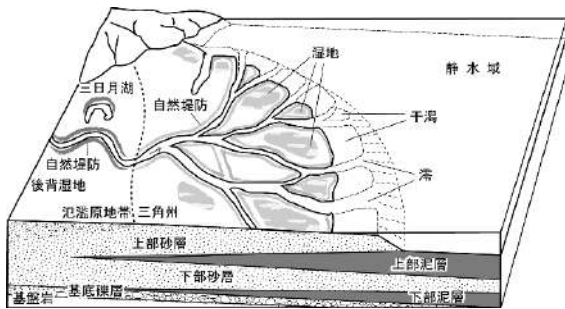 湿地
静水域
三日月湖
自然堤防
干潟
自然堤防
澪
後背湿地
氾濫原地帯
三角州
上部砂層
上部泥層
下部砂層
基盤岩
基底礫層
下部泥層